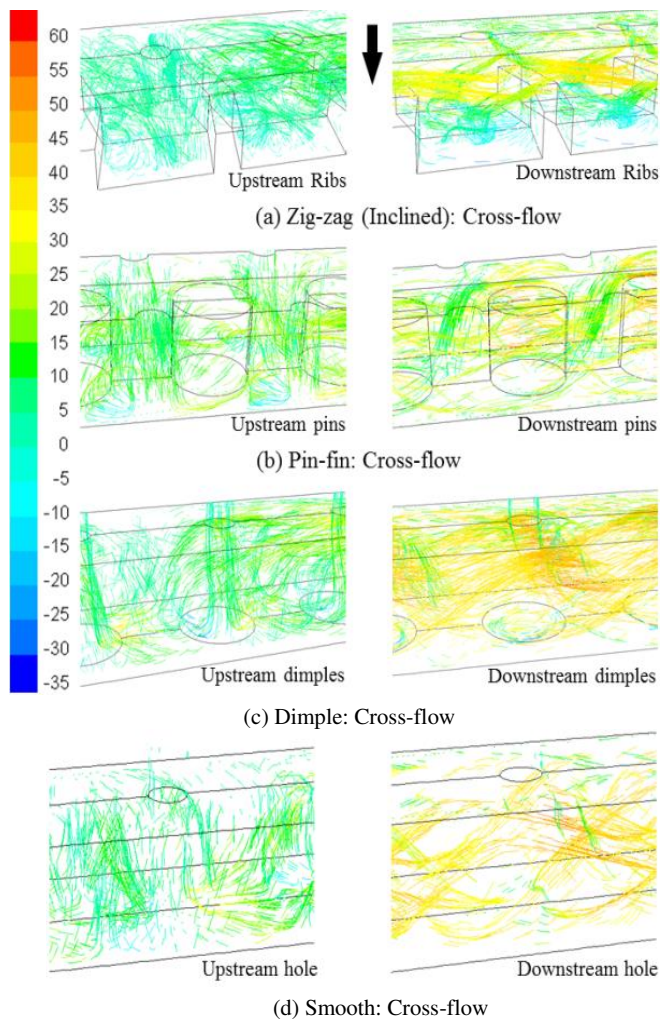 60
55
50
45
40
35
30
25
20
15
10
5
0
-5
-10
-15
-20
-25
-30
-35
Upstream Ribs
Downstream Ribs
(a) Zig-zag (Inclined): Cross-flow
Upstream pins
Downstream pins
(b) Pin-fin: Cross-flow
Upstream dimples
Downstream dimples
(c) Dimple: Cross-flow
Upstream hole
Downstream hole
(d) Smooth: Cross-flow